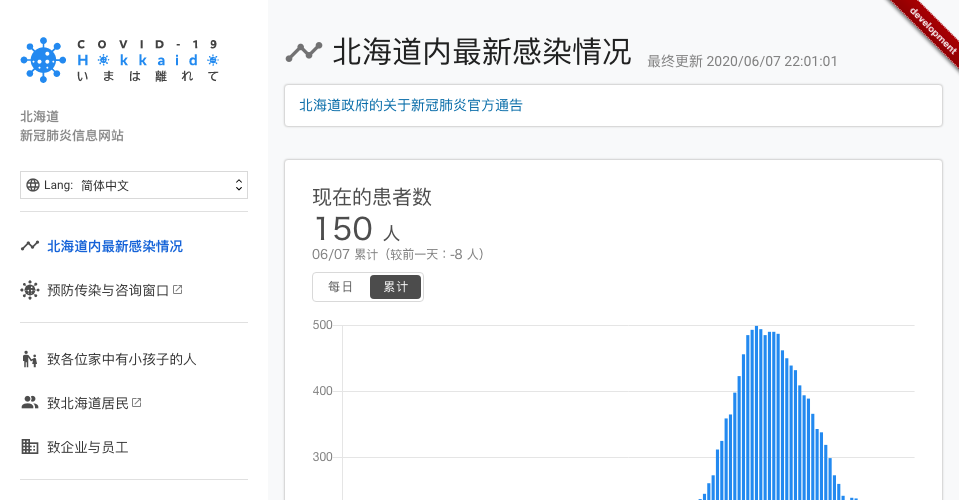 COVID-19
Hokkaido
いまは離れて
北海道
新冠肺炎信息网站
Lang: 简体中文
北海道内最新感染情况
预防传染与咨询窗口
致各位家中有小孩子的人
致北海道居民
致企业与员工
北海道内最新感染情况
最终更新 2020/06/07 22:01:01
development
北海道政府的关于新冠肺炎官方通告
现在的患者数
150 人
06/07 累计（较前一天：-8 人）
每日 累计
500
400
300